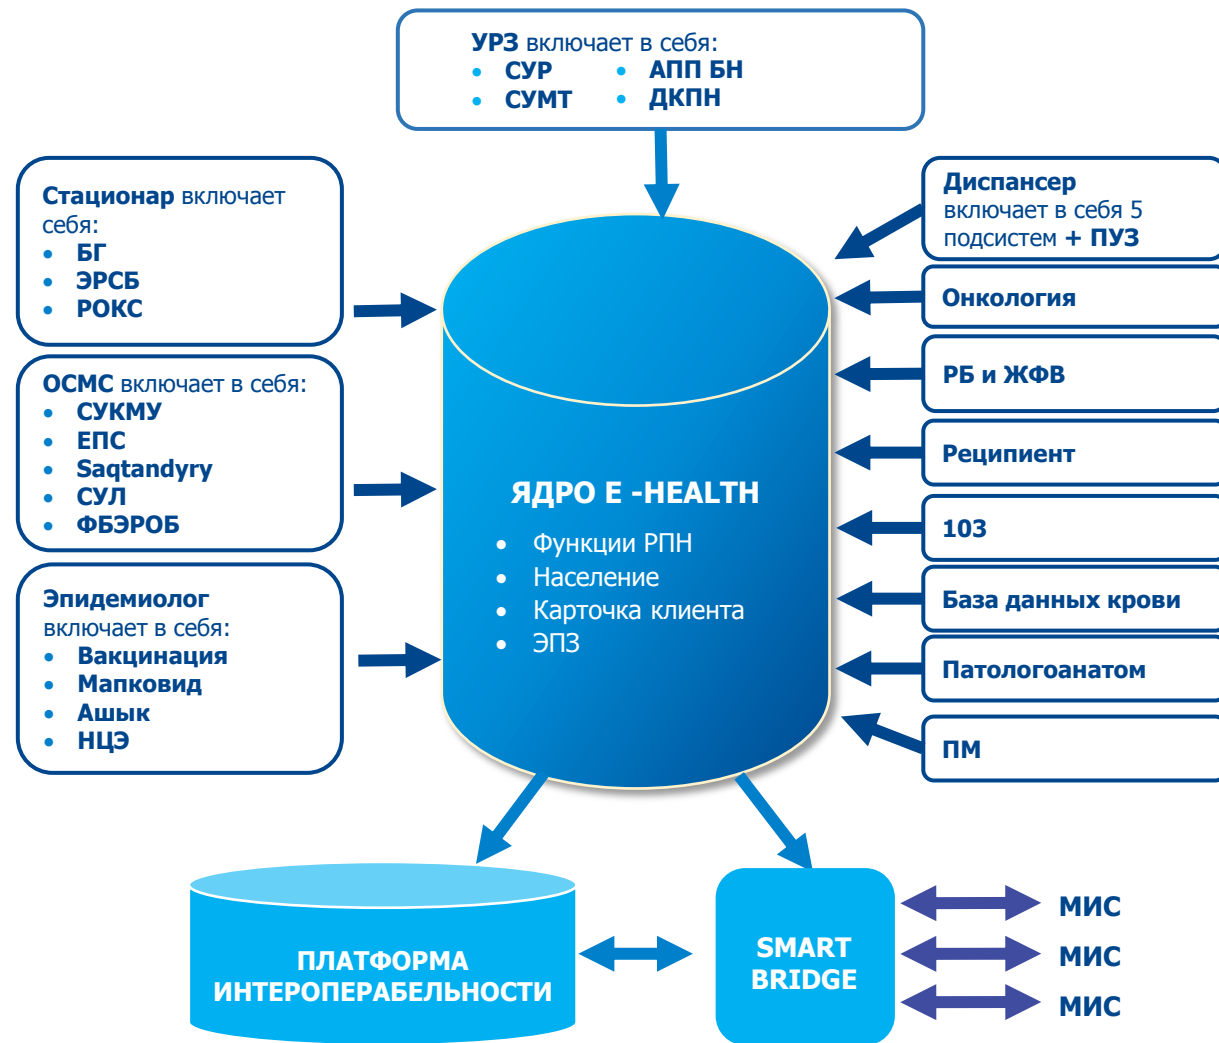 УРЗ включает в себя:
• СУР • АПП БН
• СУМТ • ДКПН
Стационар включает
себя:
• БГ
• ЭРСБ
• РОКС
ОСМС включает в себя:
• СУКМУ
• ЕПС
• Saqtandyry
• СУЛ
• ФБЭРОБ
Эпидемиолог
включает в себя:
• Вакцинация
• Мапковид
• Ашык
• НЦЭ
ЯДРО E -HEALTH
• Функции РПН
• Население
• Карточка клиента
• ЭПЗ
Диспансер
включает в себя 5
подсистем + ПУЗ
Онкология
РБ и ЖФВ
Реципиент
103
База данных крови
Патологоанатом
ПМ
ПЛАТФОРМА
ИНТЕРОПЕРАБЕЛЬНОСТИ
SMART
BRIDGE
МИС
МИС
МИС